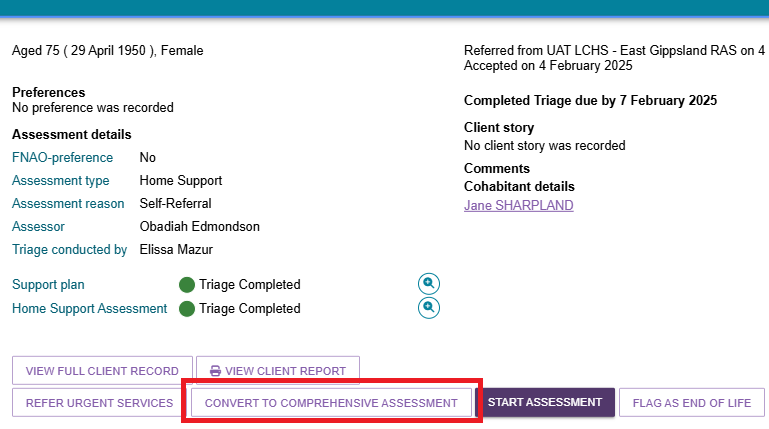 Aged 75 ( 29 April 1950 ), Female
Preferences
No preference was recorded
Assessment details
FNAO-preference No
Assessment type Home Support
Assessment reason Self-Referral
Assessor Obadiah Edmondson
Triage conducted by Elissa Mazur
Support plan Triage Completed
Home Support Assessment Triage Completed
Referred from UAT LCHS - East Gippsland RAS on 4
Accepted on 4 February 2025
Completed Triage due by 7 February 2025
Client story
No client story was recorded
Comments
Cohabitant details
Jane SHARPLAND
VIEW FULL CLIENT RECORD VIEW CLIENT REPORT
REFER URGENT SERVICES CONVERT TO COMPREHENSIVE ASSESSMENT START ASSESSMENT FLAG AS END OF LIFE